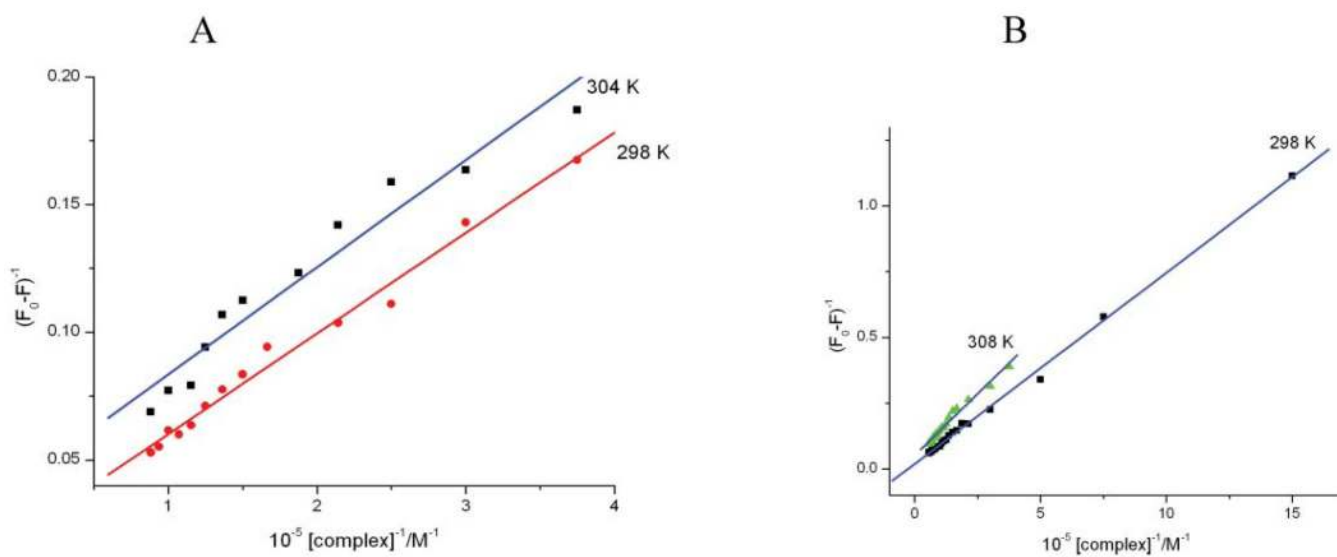 A
0.20
0.15
0.10
0.05
(F₀-F)⁻¹
304 K
298 K
1
2
3
4
10⁻⁵ [complex]⁻¹/M⁻¹
B
1.0
0.5
0.0
(F₀-F)⁻¹
298 K
308 K
0
5
10
15
10⁻⁵ [complex]⁻¹/M⁻¹